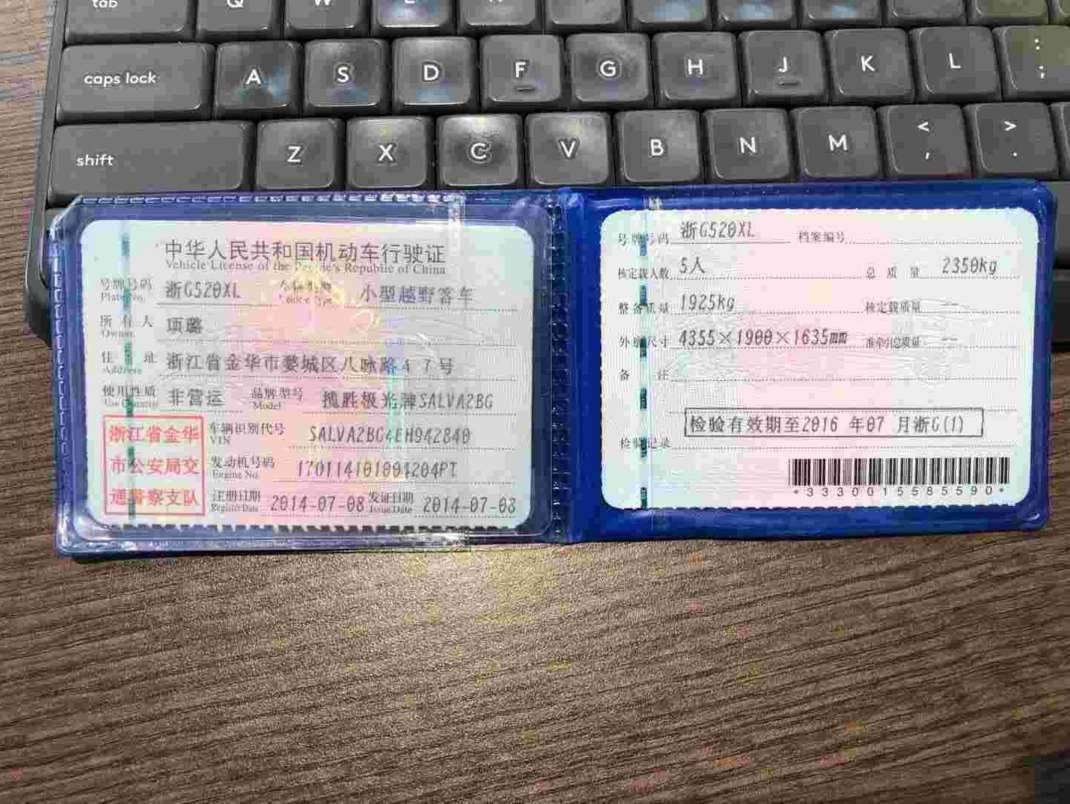 tab
Q
W
E
caps lock
A
S
D
F
G
H
J
K
L
:
;
shift
Z
X
C
V
B
N
M
<
,
>
.
中华人民共和国机动车行驶证
Vehicle License of the People's Republic of China
号牌号码 浙G520XL 小型越野客车
Plate No.
所有人 项璐
Owner
住址 浙江省金华市婺城区八咏路47号
Address
使用性质 非营运 品牌型号 揽胜极光牌SALVA2BG
Use Character Model
浙江省金华
市公安局交
通警察支队
车辆识别代号 SALVA2BG4EH942840
VIN
发动机号码 170114101804204PT
Engine No.
注册日期 2014-07-08 发证日期 2014-07-08
Register Date Issue Date
号牌号码 浙G520XL 档案编号
核定载人数 5人 总质量 2350kg
整备质量 1925kg 核定载质量 --
外廓尺寸 4355×1900×1635mm 准牵引总质量 --
备注
检验有效期至2016年07月浙G(1)
检验记录
*3330015585590*